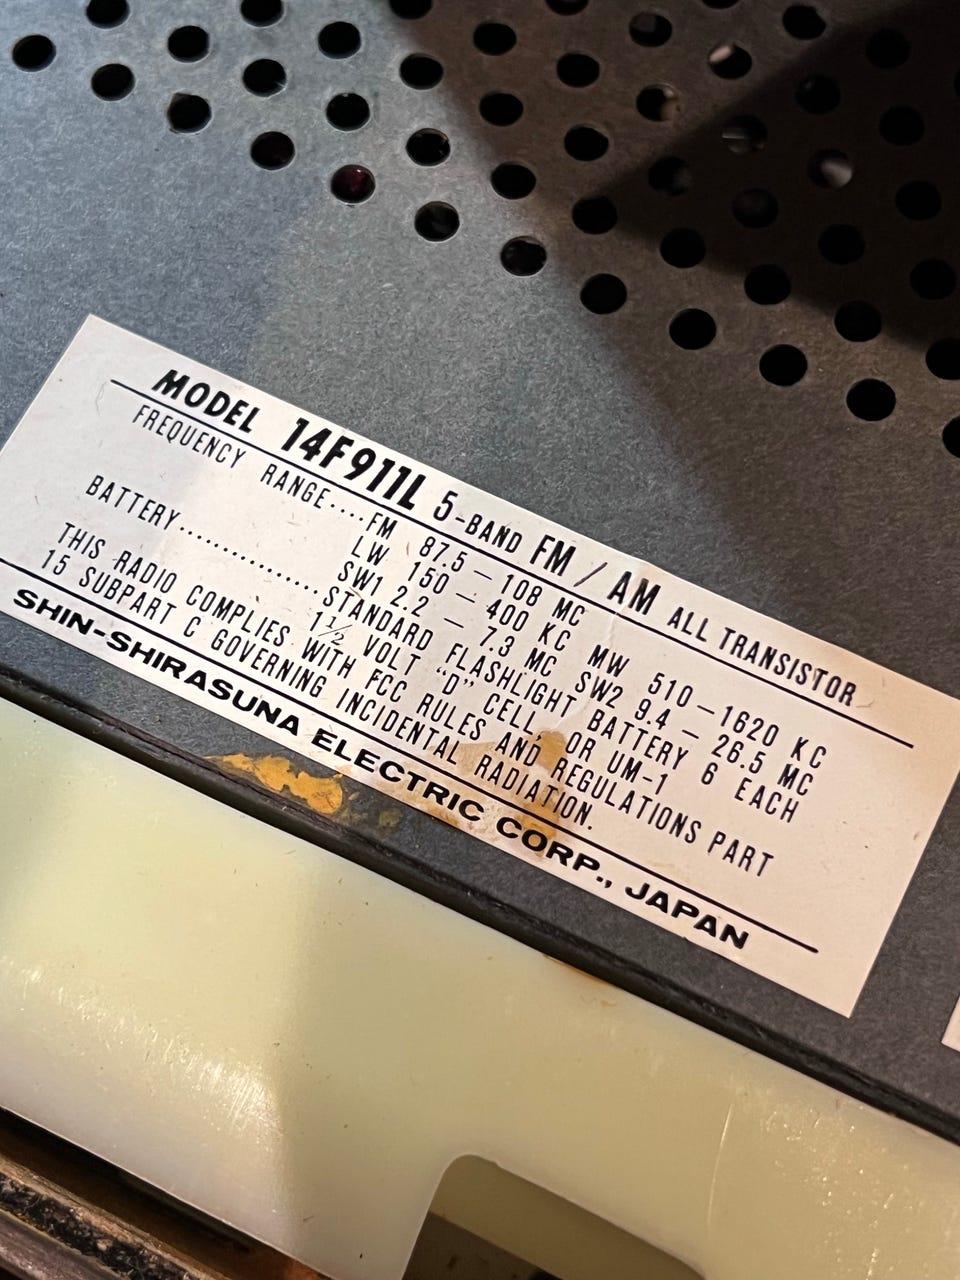 MODEL 14F911L 5-BAND FM / AM ALL TRANSISTOR
FREQUENCY RANGE····FM 87.5 — 108 MC MW 510 —1620 KC
LW 150 — 400 KC SW2 9.4 — 26.5 MC
SW1 2.2 — 7.3 MC
BATTERY················STANDARD FLASHLIGHT BATTERY 6 EACH
1½ VOLT "D" CELL, OR UM-1
THIS RADIO COMPLIES WITH FCC RULES AND REGULATIONS PART
15 SUBPART C GOVERNING INCIDENTAL RADIATION.
SHIN-SHIRASUNA ELECTRIC CORP., JAPAN